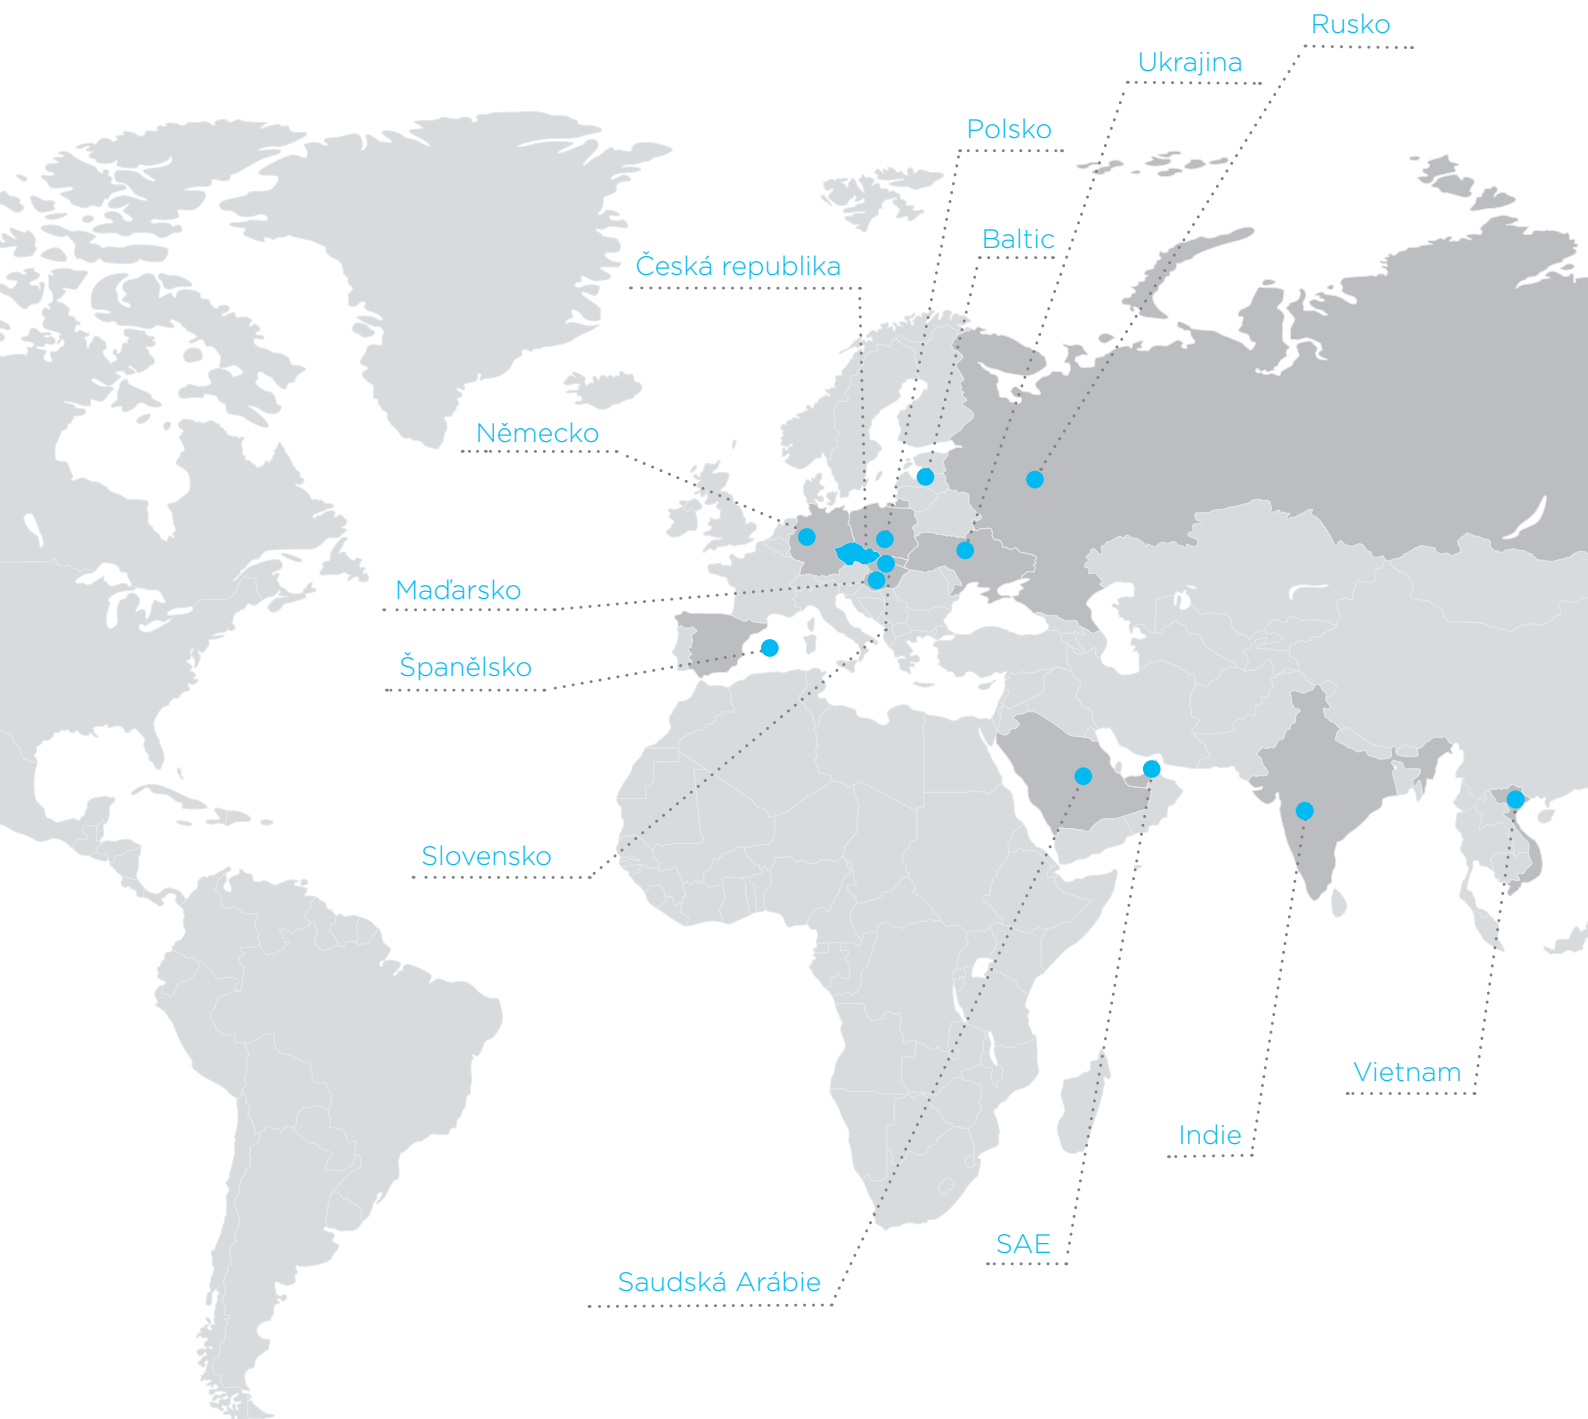 Rusko
Ukrajina
Polsko
Baltic
Česká republika
Německo
Maďarsko
Španělsko
Slovensko
Vietnam
Indie
SAE
Saudská Arábie